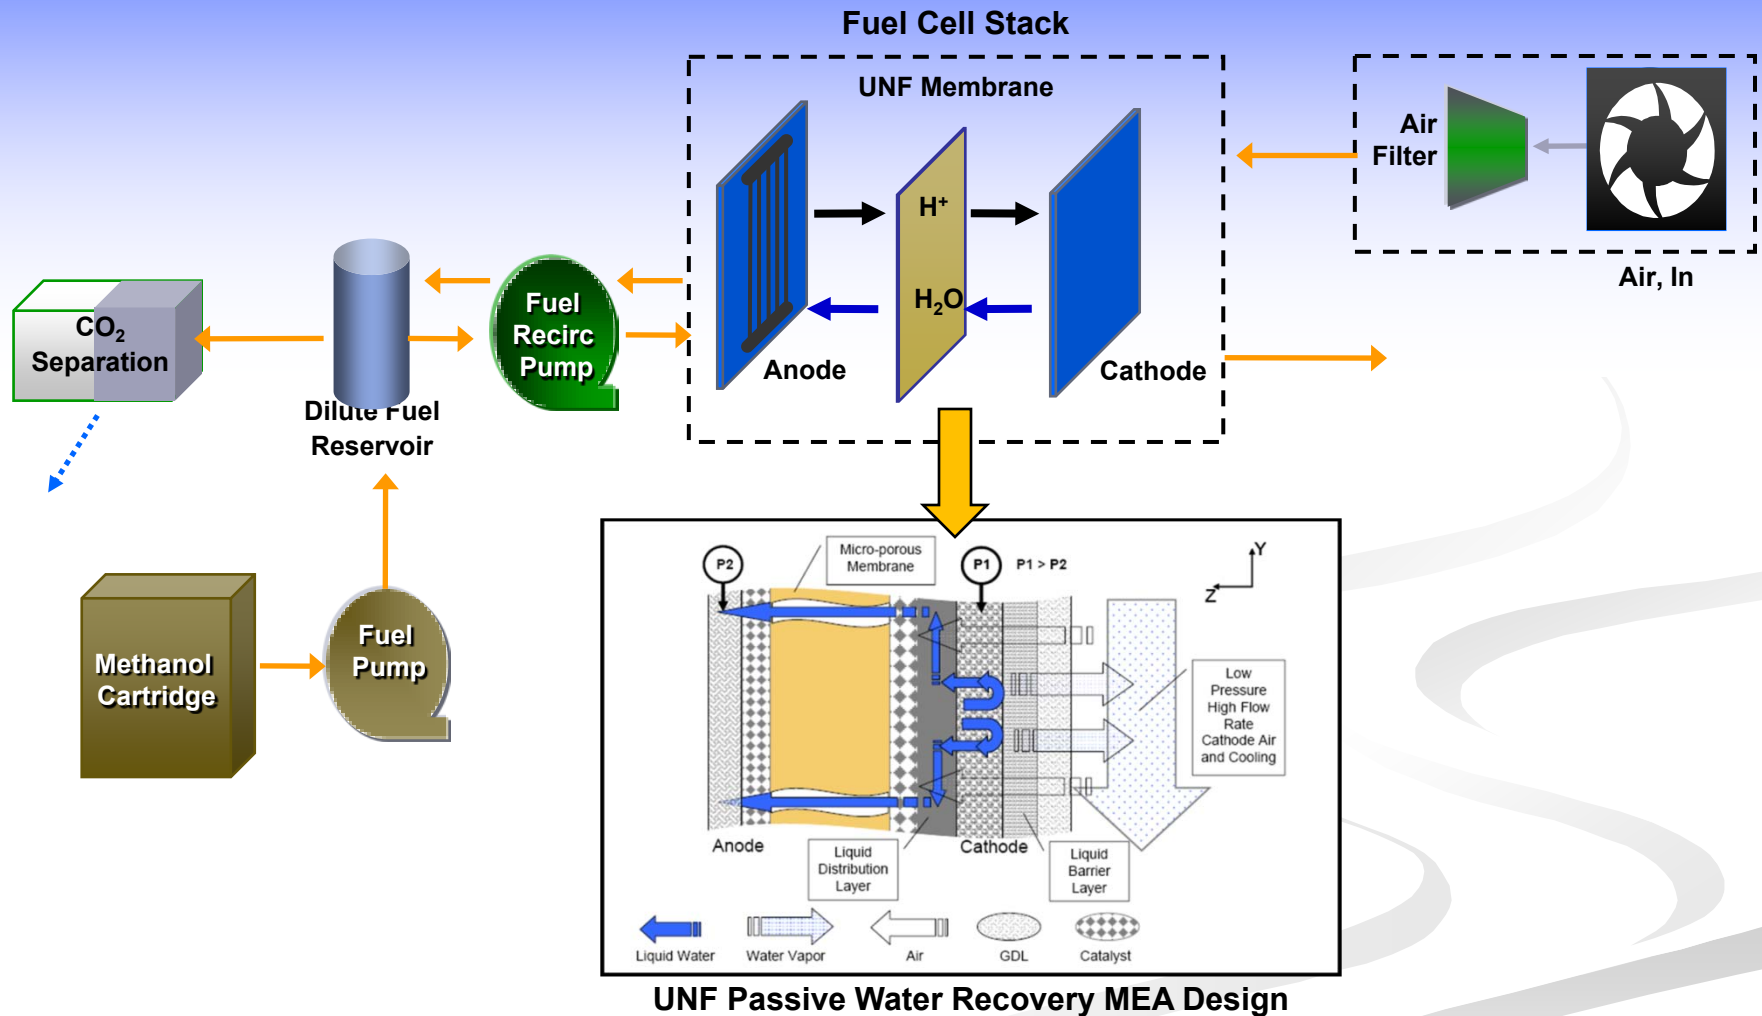 Fuel Cell Stack
UNF Membrane
Air
Filter
H⁺
H₂O
Air, In
Fuel
Recirc
Pump
CO₂
Separation
Anode
Cathode
Dilute Fuel
Reservoir
Methanol
Cartridge
Fuel
Pump
P2
Micro-porous
Membrane
P1
P1 > P2
Y
Z
Low
Pressure
High Flow
Rate
Cathode Air
and Cooling
Anode
Liquid
Distribution
Layer
Cathode
Liquid
Barrier
Layer
Liquid Water
Water Vapor
Air
GDL
Catalyst
UNF Passive Water Recovery MEA Design